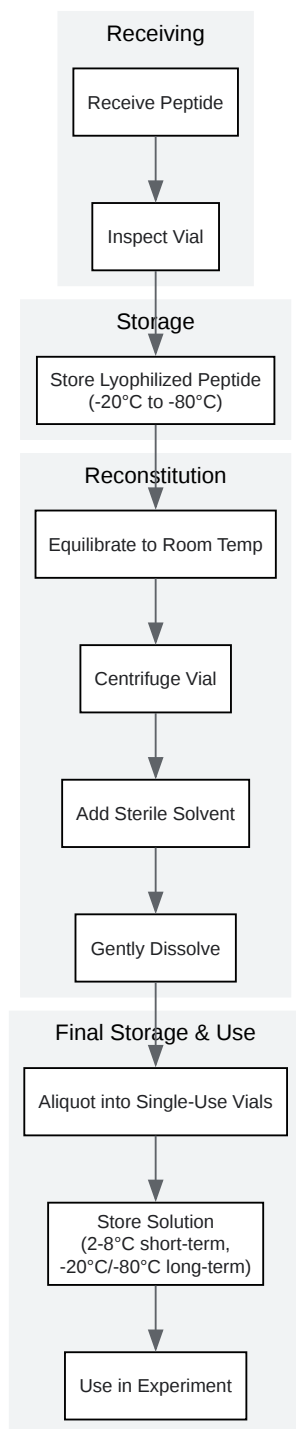 Receiving
Receive Peptide
Inspect Vial
Storage
Store Lyophilized Peptide
(-20°C to -80°C)
Reconstitution
Equilibrate to Room Temp
Centrifuge Vial
Add Sterile Solvent
Gently Dissolve
Final Storage & Use
Aliquot into Single-Use Vials
Store Solution
(2-8°C short-term,
-20°C/-80°C long-term)
Use in Experiment